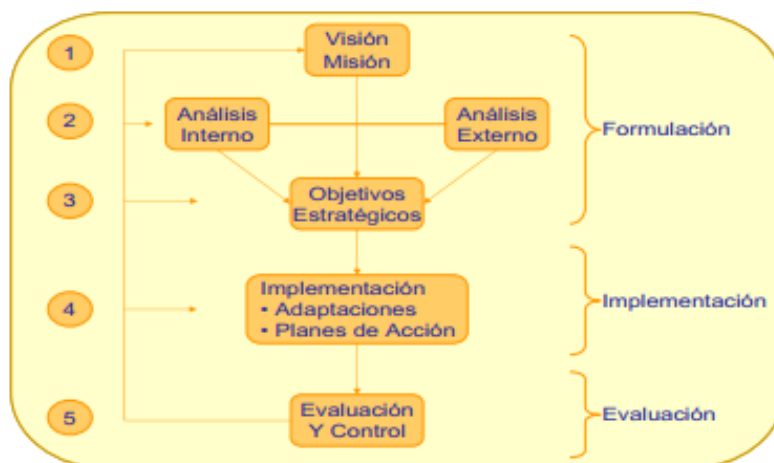 1
Visión
Misión
2
Análisis
Interno
Análisis
Externo
Formulación
3
Objetivos
Estratégicos
4
Implementación
▪ Adaptaciones
▪ Planes de Acción
Implementación
5
Evaluación
Y Control
Evaluación